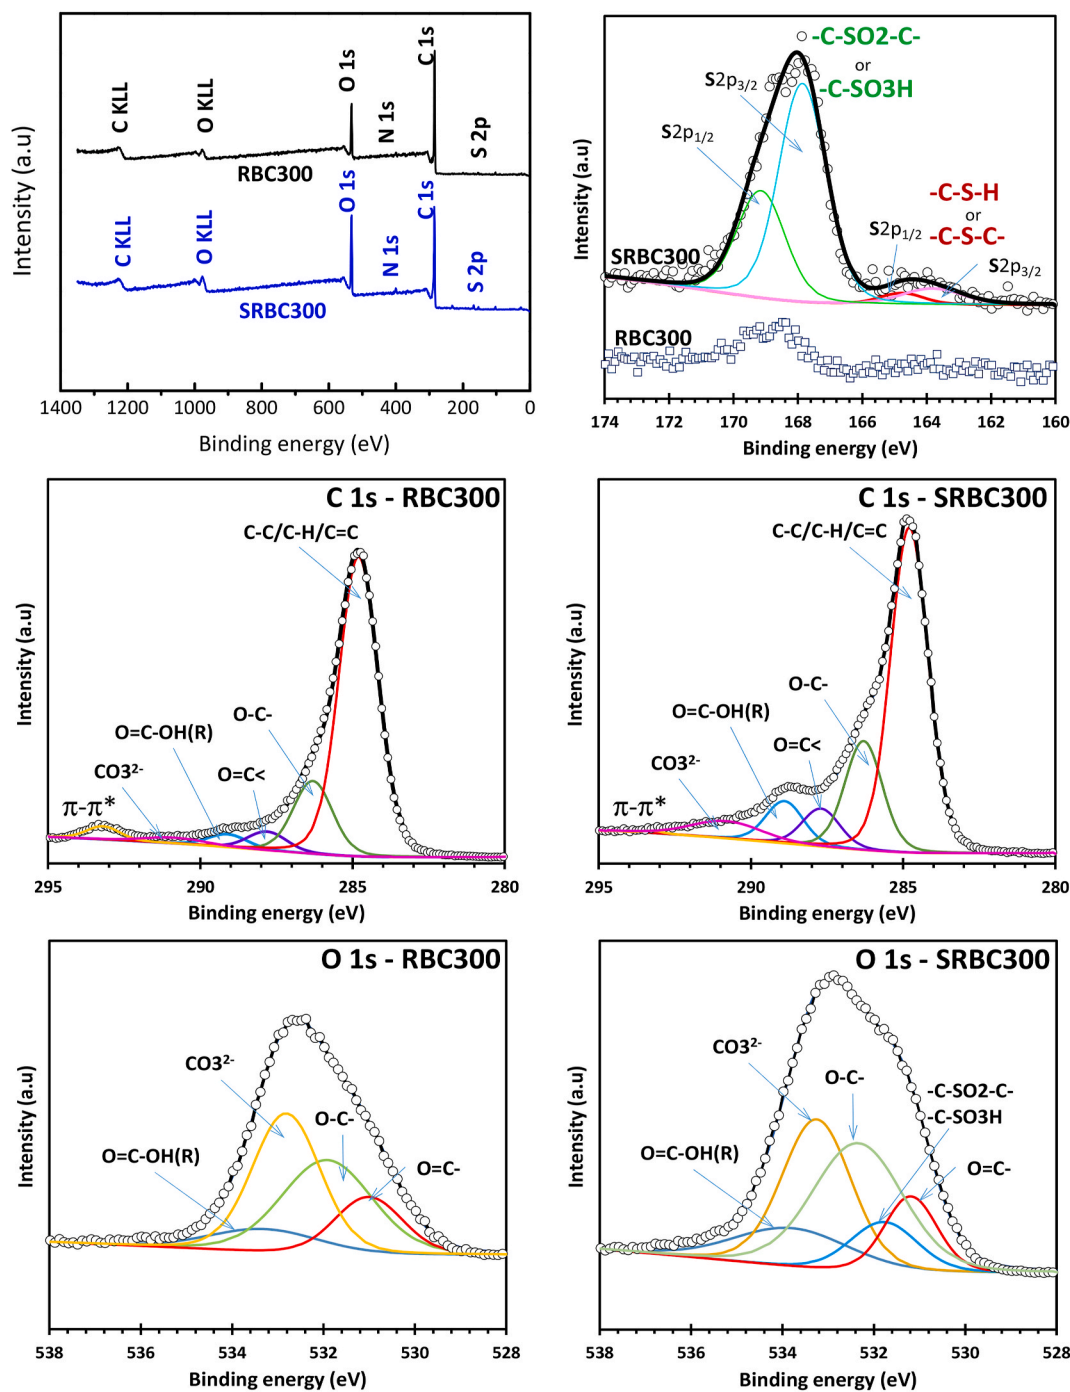 C KLL
O KLL
O 1s
N 1s
C 1s
S 2p
RBC300
C KLL
O KLL
O 1s
N 1s
C 1s
S 2p
SRBC300
Intensity (a.u)
1400 1200 1000 800 600 400 200 0
Binding energy (eV)
-C-SO2-C-
or
-C-SO3H
S2p3/2
S2p1/2
-C-S-H
or
-C-S-C-
S2p1/2
S2p3/2
SRBC300
RBC300
Intensity (a.u)
174 172 170 168 166 164 162 160
Binding energy (eV)
C 1s - RBC300
C-C/C-H/C=C
O-C-
O=C-OH(R)
O=C<
CO3²⁻
π-π*
Intensity (a.u)
295 290 285 280
Binding energy (eV)
C 1s - SRBC300
C-C/C-H/C=C
O-C-
O=C-OH(R)
O=C<
CO3²⁻
π-π*
Intensity (a.u)
295 290 285 280
Binding energy (eV)
O 1s - RBC300
CO3²⁻
O-C-
O=C-OH(R)
O=C-
Intensity (a.u)
538 536 534 532 530 528
Binding energy (eV)
O 1s - SRBC300
CO3²⁻
O-C-
-C-SO2-C-
-C-SO3H
O=C-OH(R)
O=C-
Intensity (a.u)
538 536 534 532 530 528
Binding energy (eV)